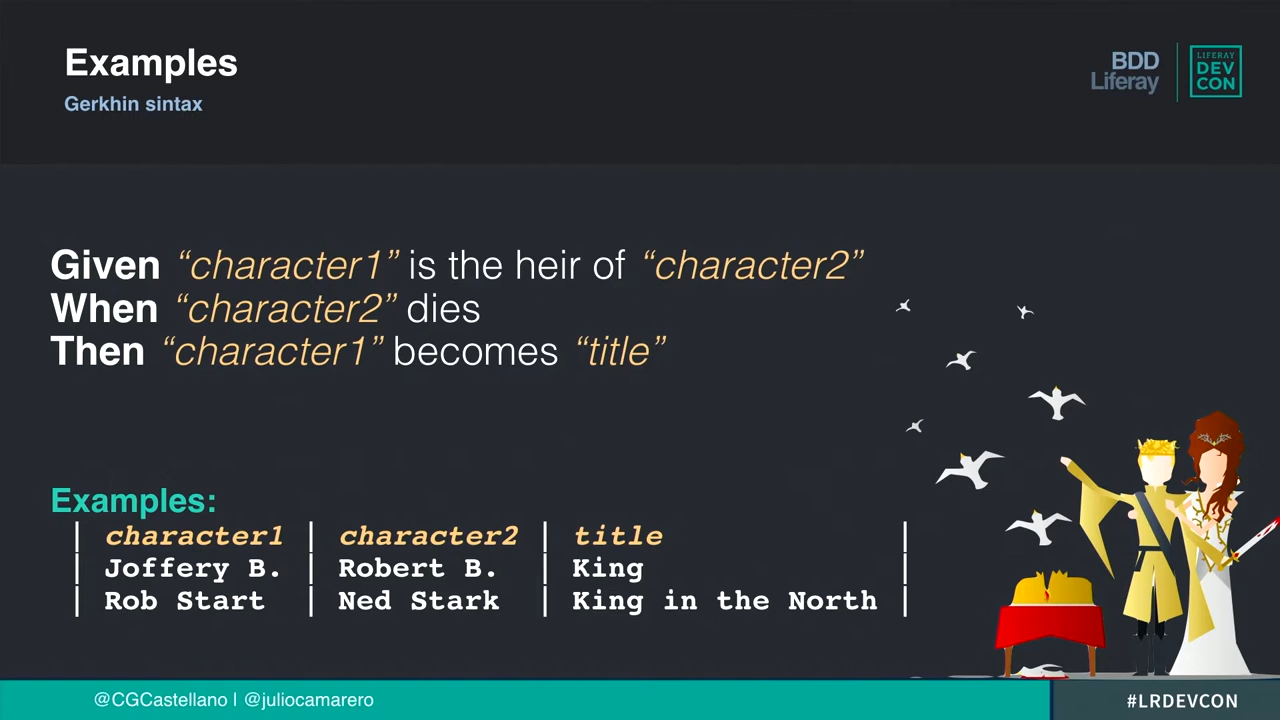 Examples
Gerkhin sintax
BDD
Liferay
LIFERAY
DEV
CON
Given “character1” is the heir of “character2”
When “character2” dies
Then “character1” becomes “title”
Examples:
| character1 | character2 | title |
| Joffery B. | Robert B. | King |
| Rob Start | Ned Stark | King in the North |
@CGCastellano | @juliocamarero
#LRDEVCON